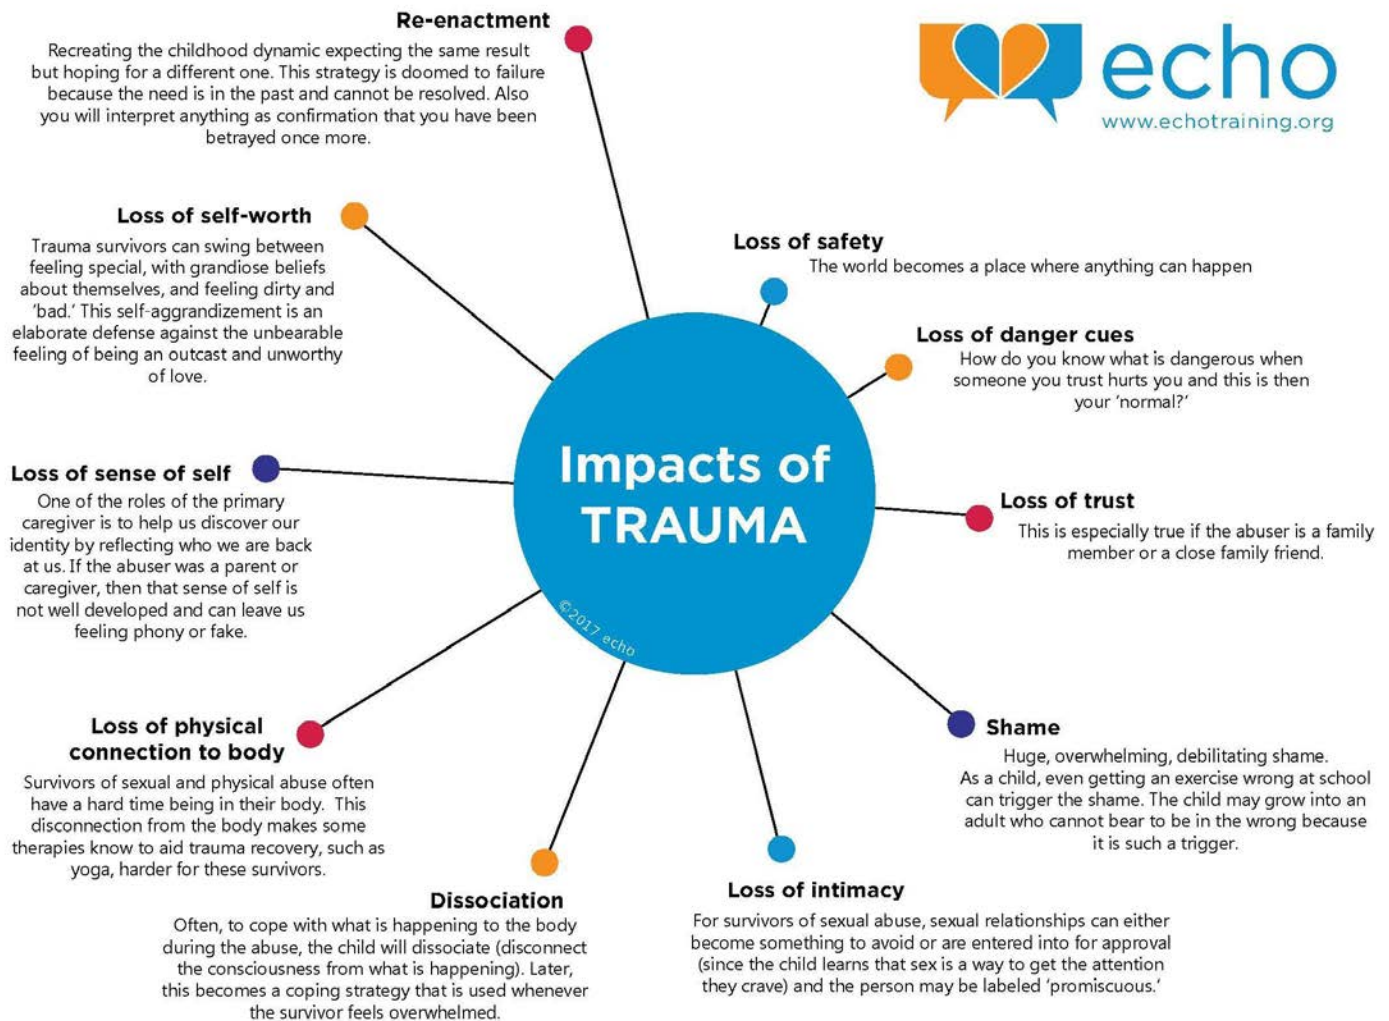 Re-enactment
Recreating the childhood dynamic expecting the same result
but hoping for a different one. This strategy is doomed to failure
because the need is in the past and cannot be resolved. Also
you will interpret anything as confirmation that you have been
betrayed once more.
echo
www.echotraining.org
Loss of self-worth
Trauma survivors can swing between
feeling special, with grandiose beliefs
about themselves, and feeling dirty and
'bad.' This self-aggrandizement is an
elaborate defense against the unbearable
feeling of being an outcast and unworthy
of love.
Loss of safety
The world becomes a place where anything can happen
Loss of danger cues
How do you know what is dangerous when
someone you trust hurts you and this is then
your 'normal?'
Impacts of
TRAUMA
©2017 echo
Loss of sense of self
One of the roles of the primary
caregiver is to help us discover our
identity by reflecting who we are back
at us. If the abuser was a parent or
caregiver, then that sense of self is
not well developed and can leave us
feeling phony or fake.
Loss of trust
This is especially true if the abuser is a family
member or a close family friend.
Loss of physical
connection to body
Survivors of sexual and physical abuse often
have a hard time being in their body. This
disconnection from the body makes some
therapies know to aid trauma recovery, such as
yoga, harder for these survivors.
Shame
Huge, overwhelming, debilitating shame.
As a child, even getting an exercise wrong at school
can trigger the shame. The child may grow into an
adult who cannot bear to be in the wrong because
it is such a trigger.
Dissociation
Often, to cope with what is happening to the body
during the abuse, the child will dissociate (disconnect
the consciousness from what is happening). Later,
this becomes a coping strategy that is used whenever
the survivor feels overwhelmed.
Loss of intimacy
For survivors of sexual abuse, sexual relationships can either
become something to avoid or are entered into for approval
(since the child learns that sex is a way to get the attention
they crave) and the person may be labeled 'promiscuous.'